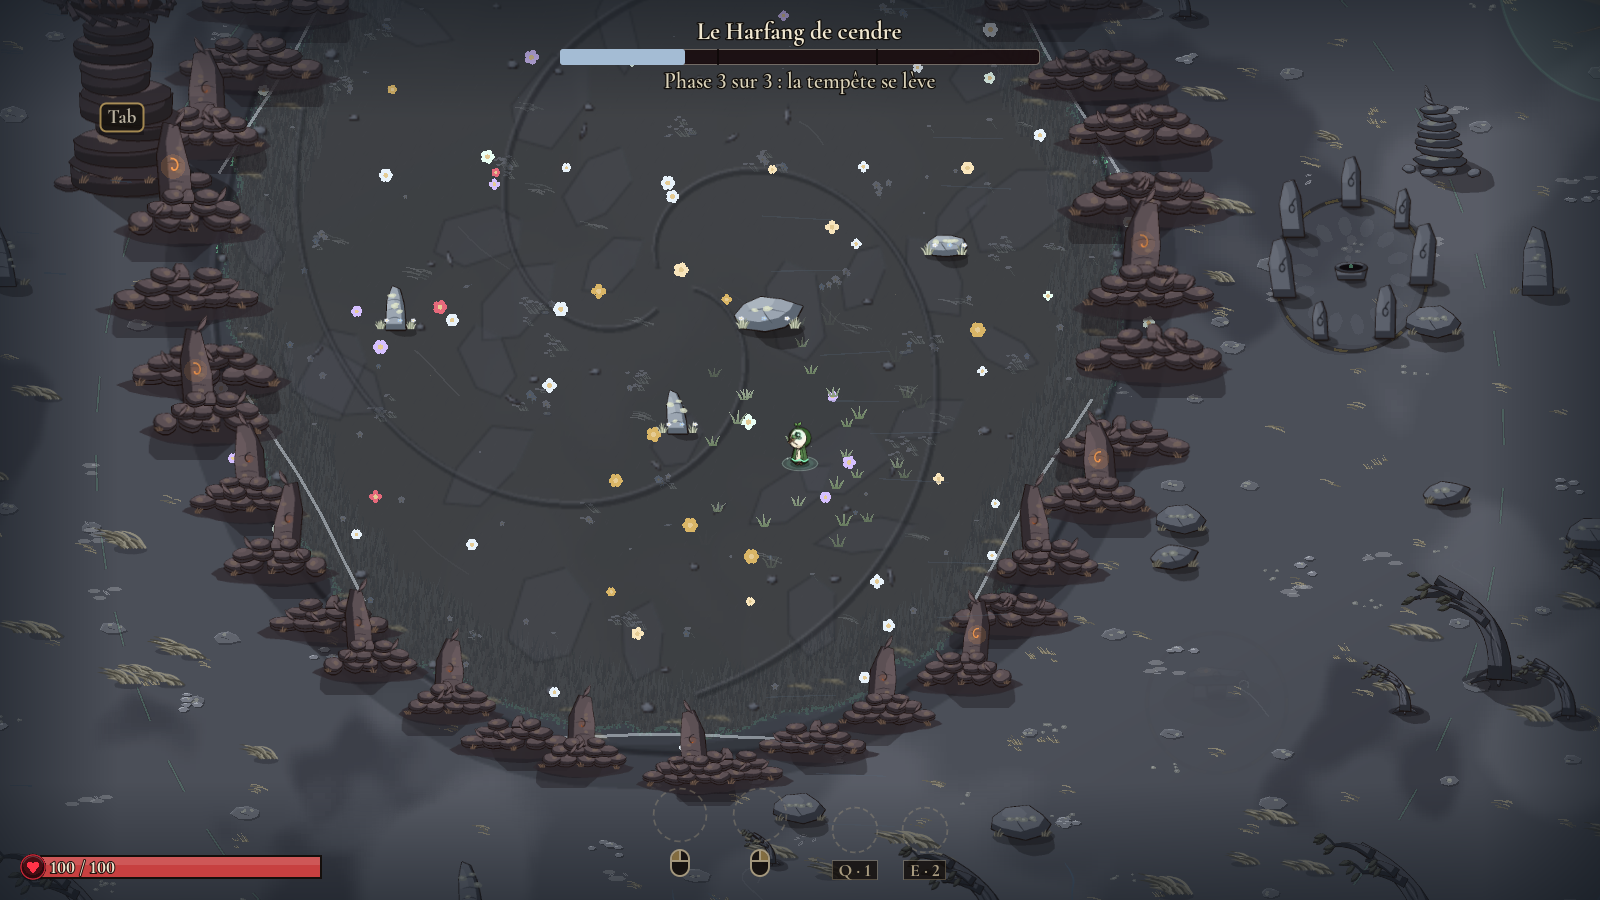 Le Harfang de cendre
Phase 3 sur 3 : la tempête se lève
Tab
100 / 100
Q · 1
E · 2